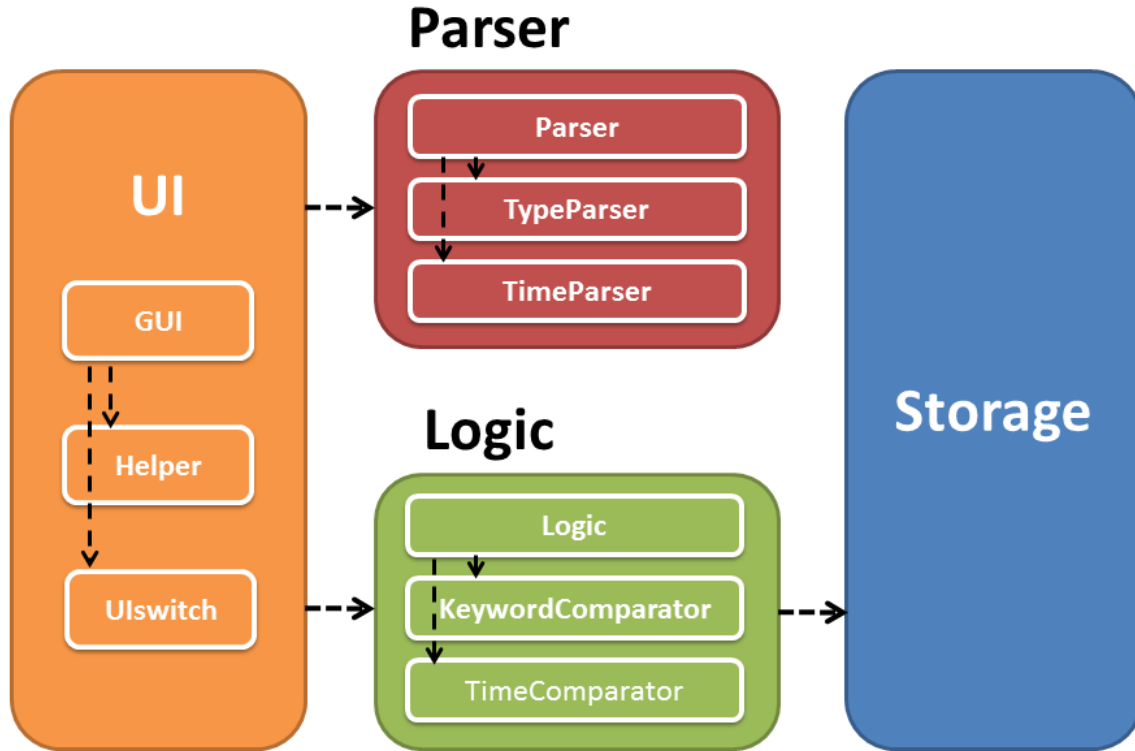 Parser
UI
Parser
TypeParser
TimeParser
GUI
Helper
UIswitch
Logic
Logic
KeywordComparator
TimeComparator
Storage